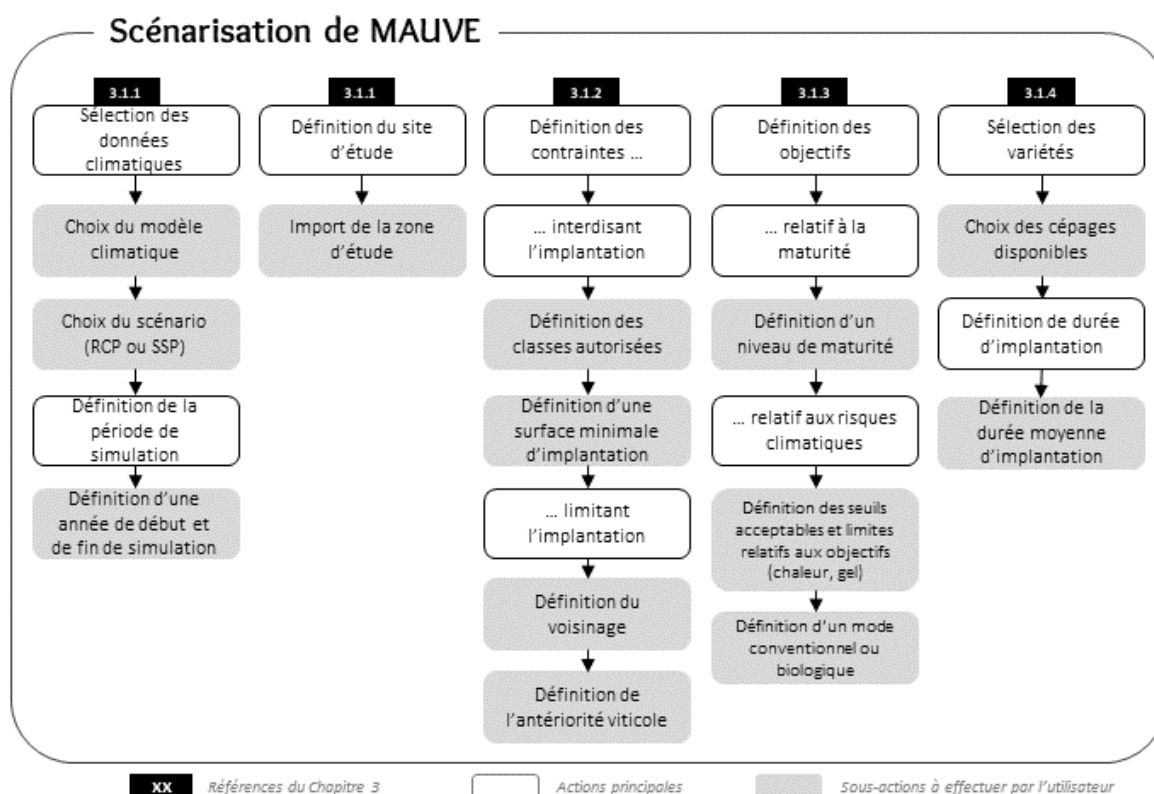 Scénarisation de MAUVE
3.1.1
Sélection des
données
climatiques
Choix du modèle
climatique
Choix du scénario
(RCP ou SSP)
Définition de la
période de
simulation
Définition d'une
année de début et
de fin de simulation
3.1.1
Définition du site
d'étude
Import de la zone
d'étude
3.1.2
Définition des
contraintes ...
... interdisant
l'implantation
Définition des
classes autorisées
Définition d'une
surface minimale
d'implantation
... limitant
l'implantation
Définition du
voisinage
Définition de
l'antériorité viticole
3.1.3
Définition des
objectifs
... relatif à la
maturité
Définition d'un
niveau de maturité
... relatif aux risques
climatiques
Définition des seuils
acceptables et limites
relatifs aux objectifs
(chaleur, gel)
Définition d'un mode
conventionnel ou
biologique
3.1.4
Sélection des
variétés
Choix des cépages
disponibles
Définition de durée
d'implantation
Définition de la
durée moyenne
d'implantation
XX Références du Chapitre 3
Actions principales
Sous-actions à effectuer par l'utilisateur